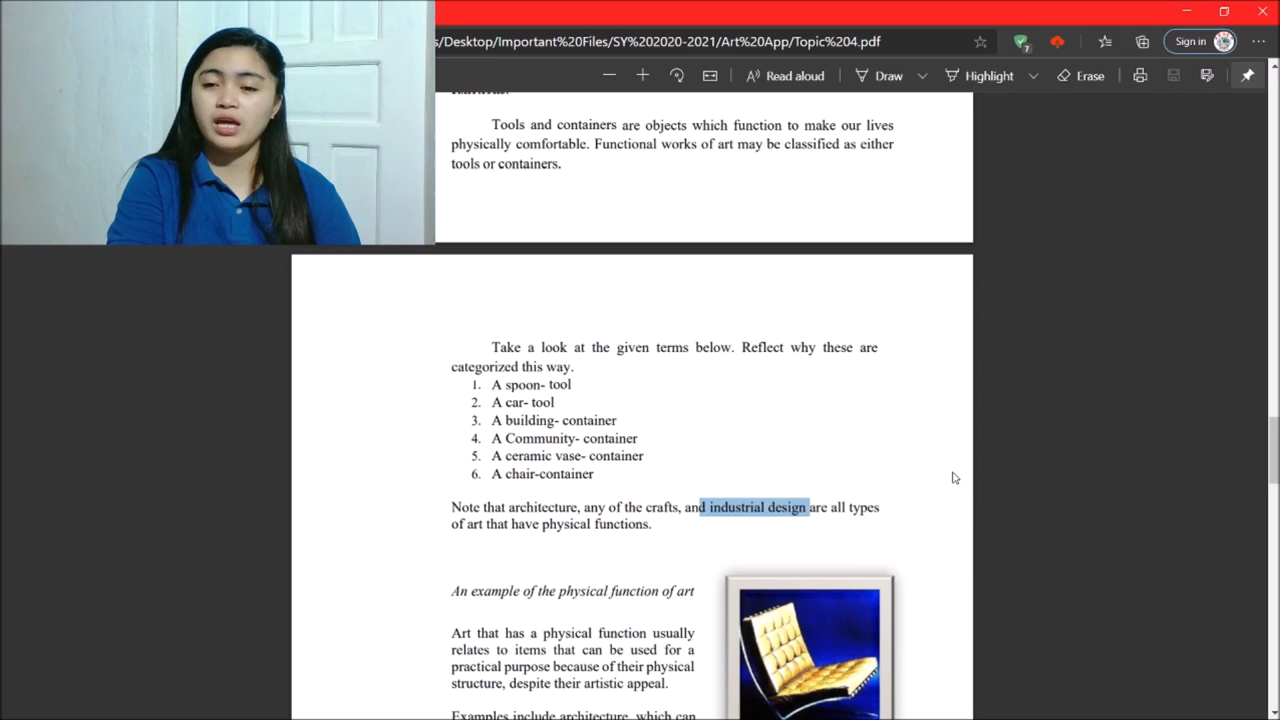 s/Desktop/Important%20Files/SY%202020-2021/Art%20App/Topic%204.pdf
Sign in
Read aloud
Draw
Highlight
Erase
7
Tools and containers are objects which function to make our lives
physically comfortable. Functional works of art may be classified as either
tools or containers.
Take a look at the given terms below. Reflect why these are
categorized this way.
1. A spoon- tool
2. A car- tool
3. A building- container
4. A Community- container
5. A ceramic vase- container
6. A chair-container
Note that architecture, any of the crafts, and industrial design are all types
of art that have physical functions.
An example of the physical function of art
Art that has a physical function usually
relates to items that can be used for a
practical purpose because of their physical
structure, despite their artistic appeal.
Examples include architecture, which can